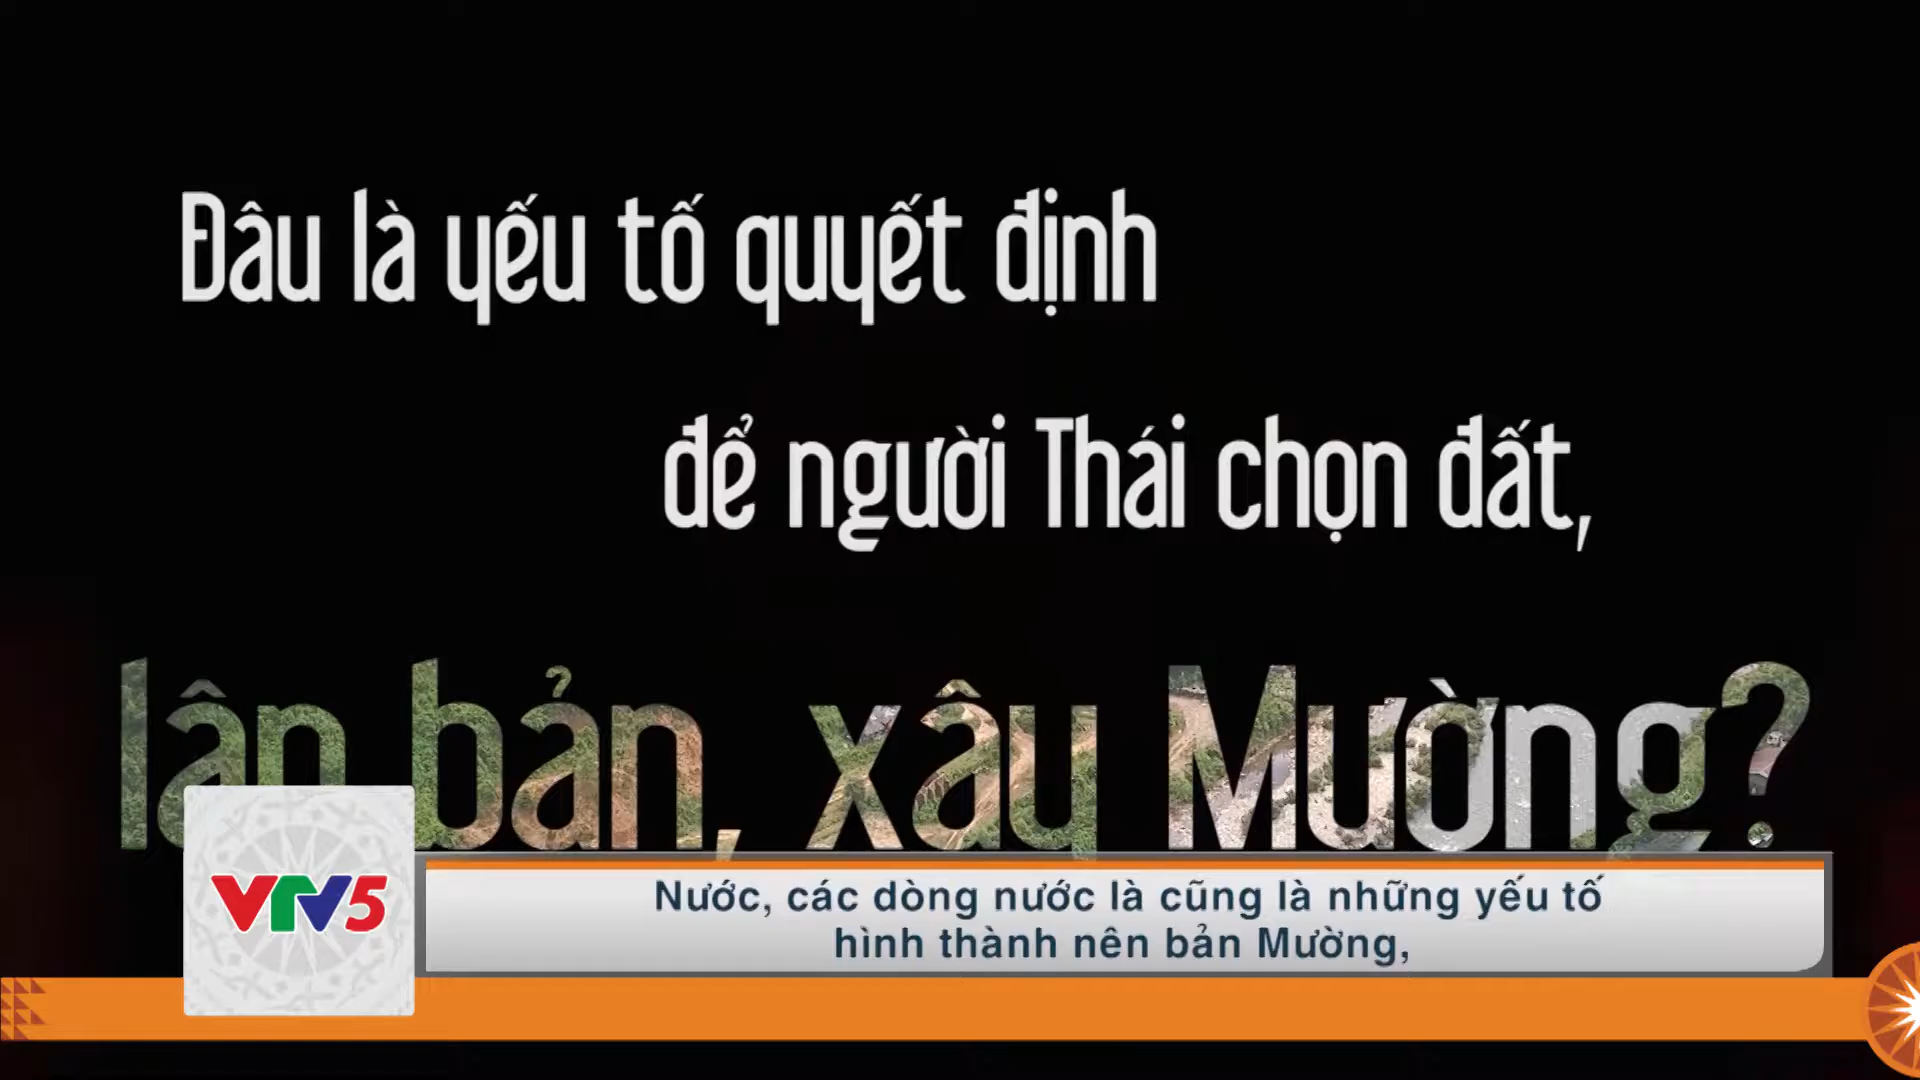 Đâu là yếu tố quyết định
để người Thái chọn đất,
lân bản, xây Mường?
VTV5
Nước, các dòng nước là cũng là những yếu tố
hình thành nên bản Mường,